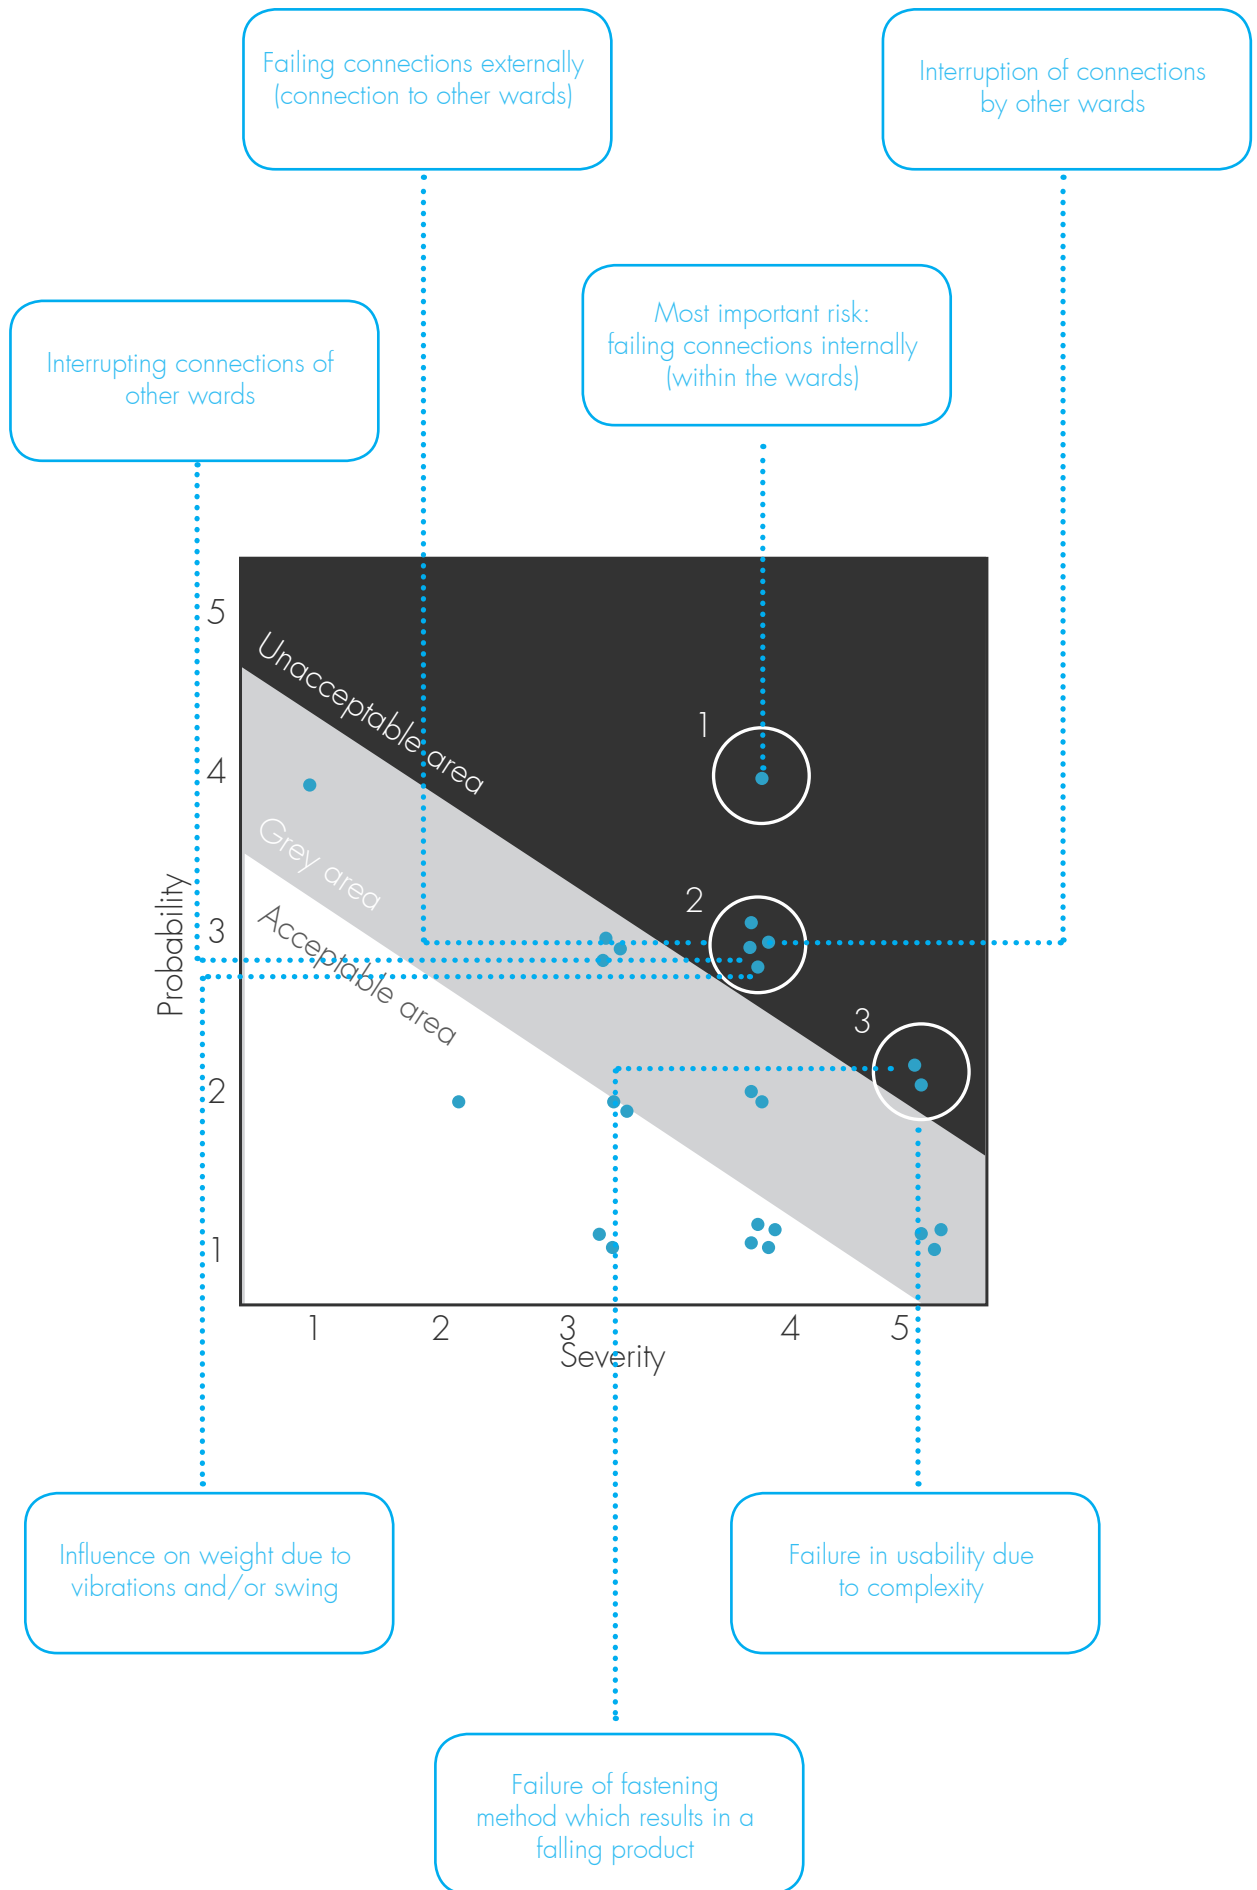 Failing connections externally
(connection to other wards)
Interruption of connections
by other wards
Most important risk:
failing connections internally
(within the wards)
Interrupting connections of
other wards
5
Unacceptable area
1
4
Grey area
2
3
Acceptable area
Probability
3
2
1
1
2
3
4
5
Severity
Influence on weight due to
vibrations and/or swing
Failure in usability due
to complexity
Failure of fastening
method which results in a
falling product